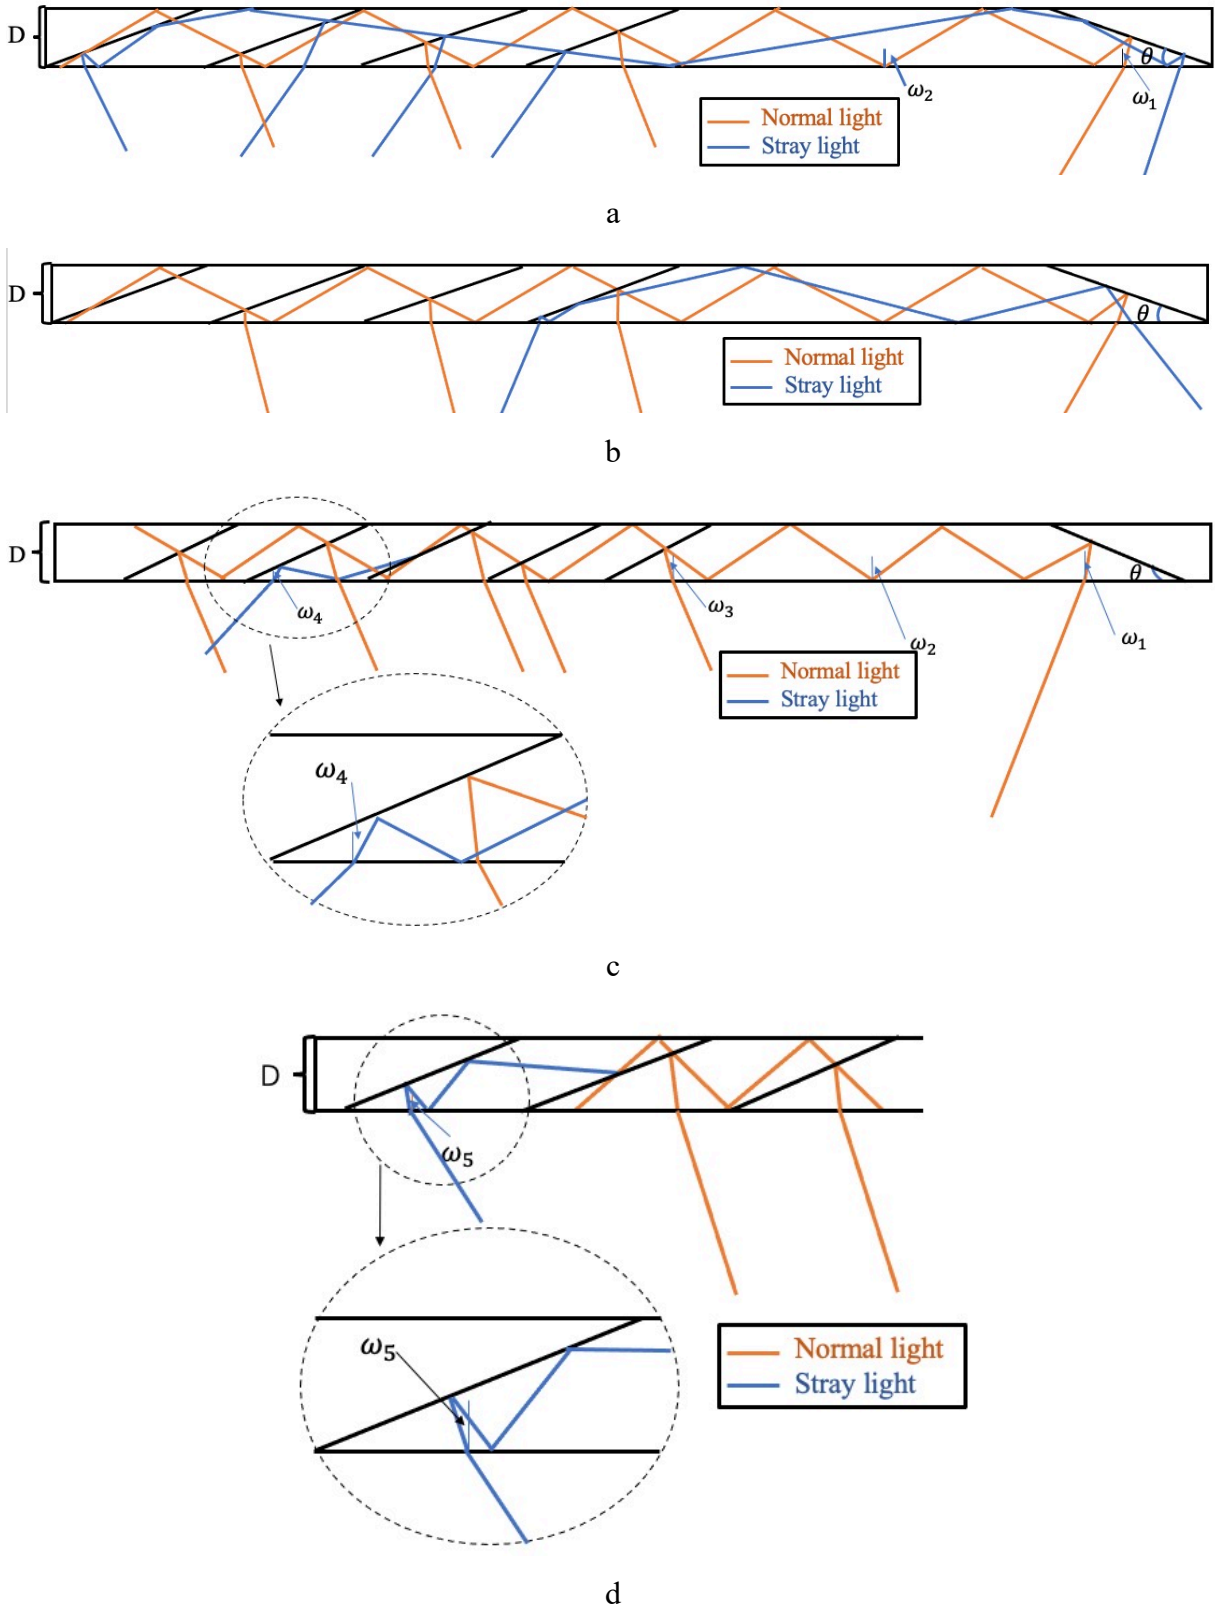 D
θ
ω₂
ω₁
Normal light
Stray light
a
D
θ
Normal light
Stray light
b
D
θ
ω₄
ω₃
ω₂
ω₁
Normal light
Stray light
ω₄
c
D
ω₅
ω₅
Normal light
Stray light
d